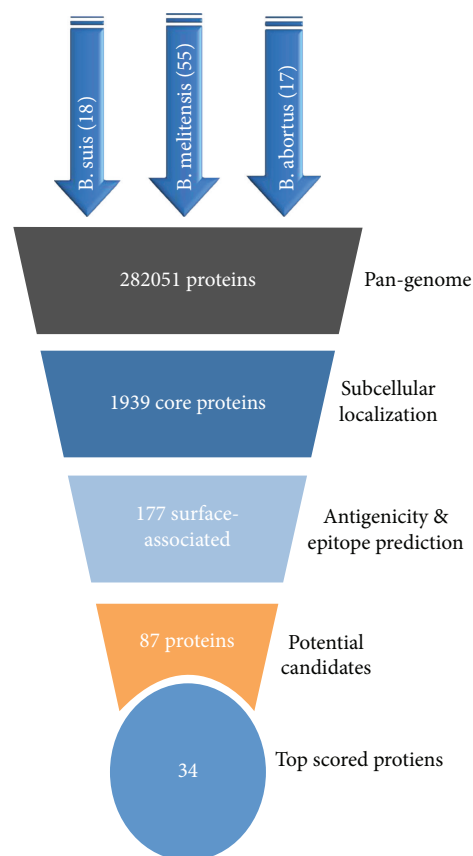 B. suis (18)
B. melitensis (55)
B. abortus (17)
282051 proteins
Pan-genome
1939 core proteins
Subcellular
localization
177 surface-
associated
Antigenicity &
epitope prediction
87 proteins
Potential
candidates
34
Top scored protiens